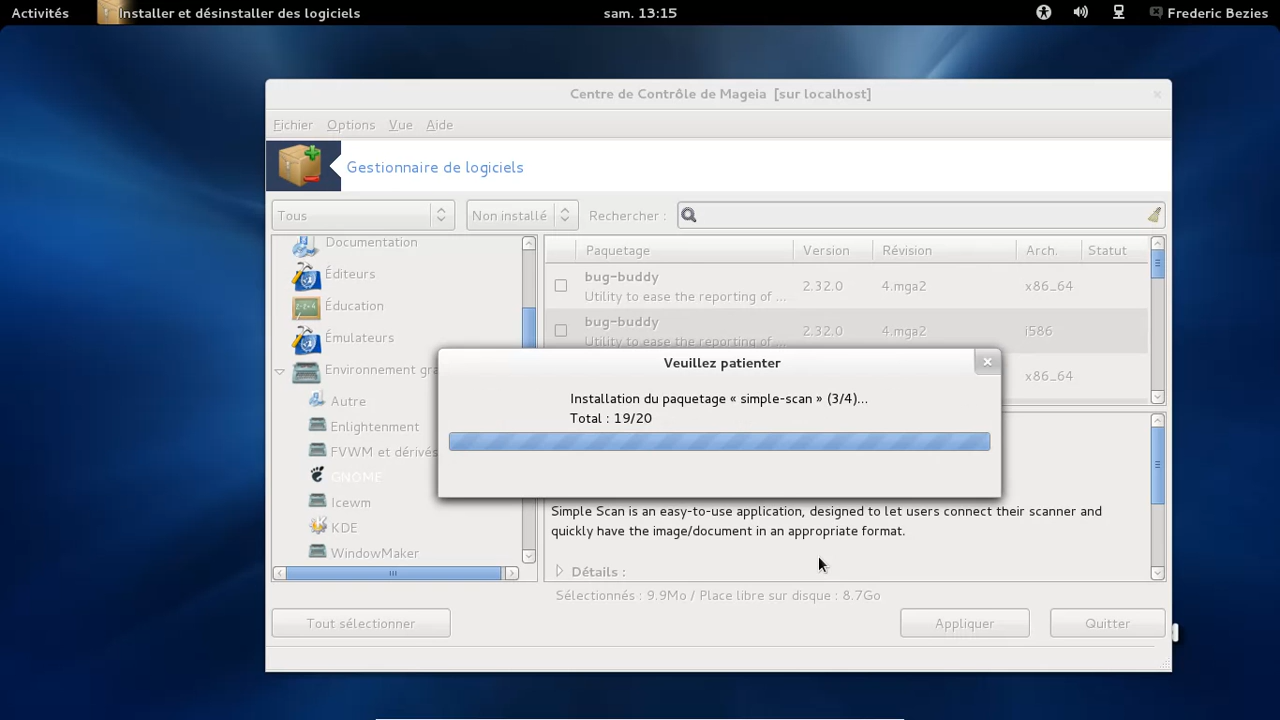 Activités Installer et désinstaller des logiciels sam. 13:15 Frederic Bezies
Centre de Contrôle de Mageia [sur localhost]
Fichier Options Vue Aide
Gestionnaire de logiciels
Tous Non installé Rechercher :
Documentation
Éditeurs
Éducation
Émulateurs
Environnement gra
Autre
Enlightenment
FVWM et dérivés
GNOME
Icewm
KDE
WindowMaker
Paquetage Version Révision Arch. Statut
bug-buddy 2.32.0 4.mga2 x86_64
Utility to ease the reporting of ...
bug-buddy 2.32.0 4.mga2 i586
Utility to ease the reporting of ...
x86_64
Veuillez patienter
Installation du paquetage « simple-scan » (3/4)...
Total : 19/20
Simple Scan is an easy-to-use application, designed to let users connect their scanner and
quickly have the image/document in an appropriate format.
Détails :
Sélectionnés : 9.9Mo / Place libre sur disque : 8.7Go
Tout sélectionner Appliquer Quitter